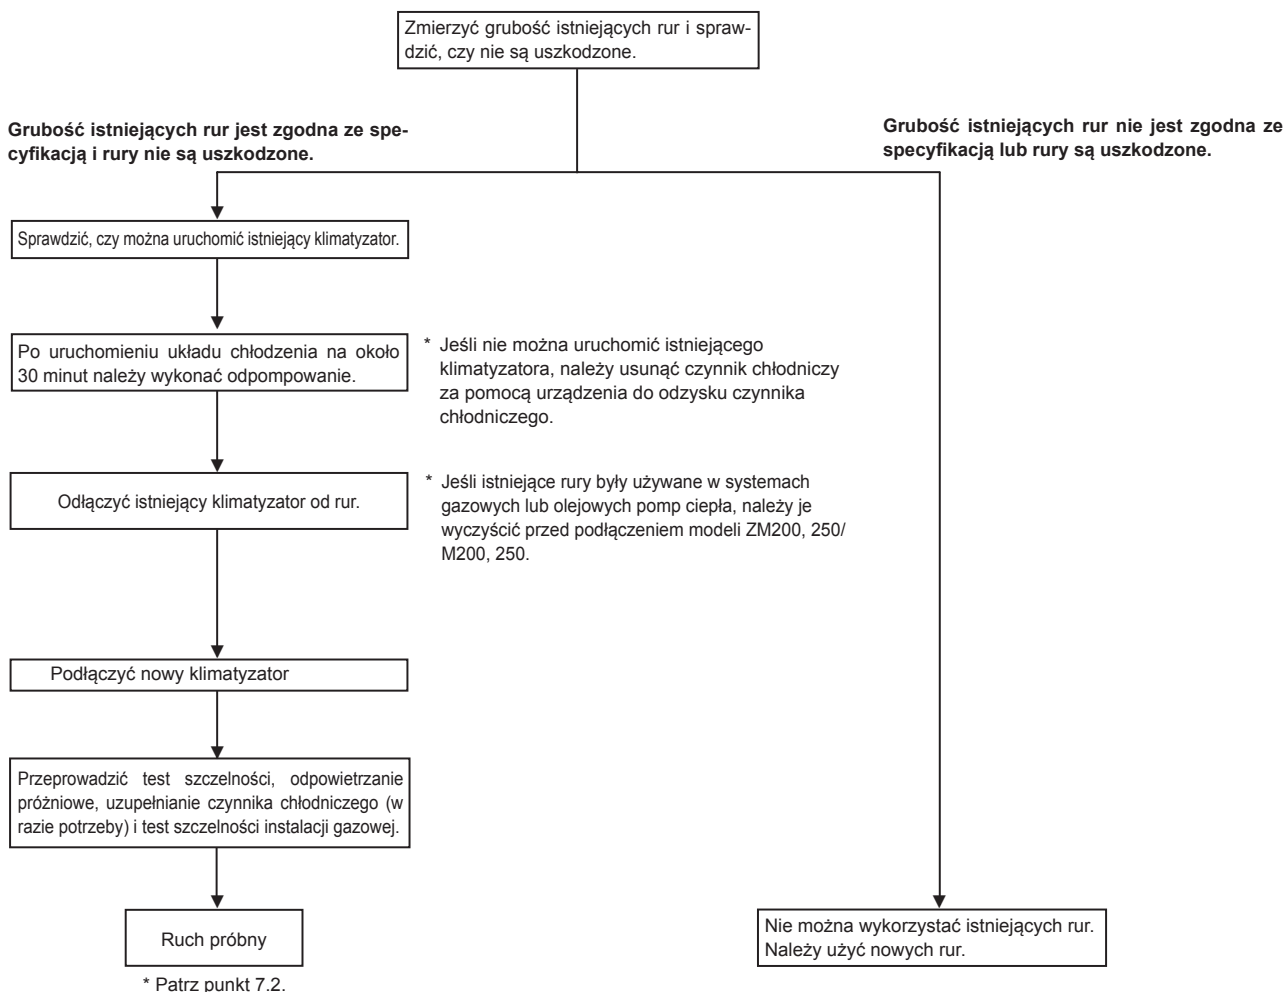 Zmierzyć grubość istniejących rur i spraw-
dzić, czy nie są uszkodzone.
Grubość istniejących rur jest zgodna ze spe-
cyfikacją i rury nie są uszkodzone.
Grubość istniejących rur nie jest zgodna ze
specyfikacją lub rury są uszkodzone.
Sprawdzić, czy można uruchomić istniejący klimatyzator.
Po uruchomieniu układu chłodzenia na około
30 minut należy wykonać odpompowanie.
* Jeśli nie można uruchomić istniejącego
klimatyzatora, należy usunąć czynnik chłodniczy
za pomocą urządzenia do odzysku czynnika
chłodniczego.
Odłączyć istniejący klimatyzator od rur.
* Jeśli istniejące rury były używane w systemach
gazowych lub olejowych pomp ciepła, należy je
wyczyścić przed podłączeniem modeli ZM200, 250/
M200, 250.
Podłączyć nowy klimatyzator
Przeprowadzić test szczelności, odpowietrzanie
próżniowe, uzupełnianie czynnika chłodniczego (w
razie potrzeby) i test szczelności instalacji gazowej.
Ruch próbny
* Patrz punkt 7.2.
Nie można wykorzystać istniejących rur.
Należy użyć nowych rur.